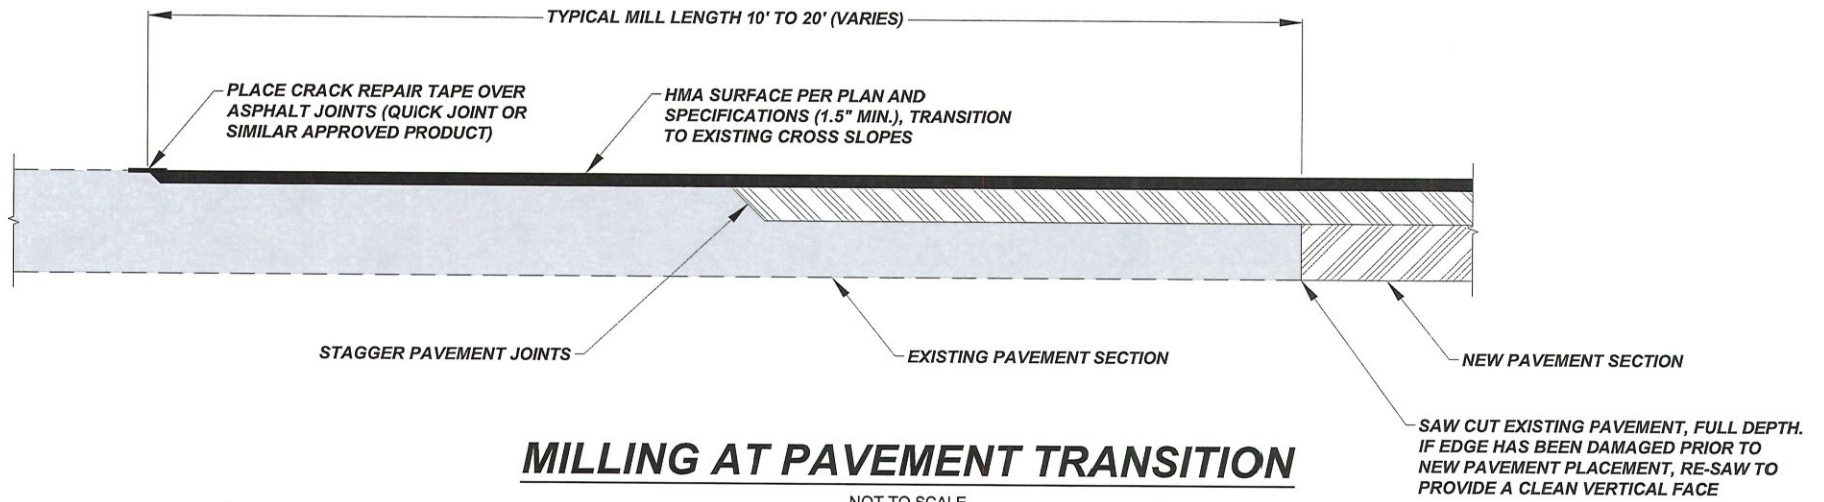 TYPICAL MILL LENGTH 10' TO 20' (VARIES)
PLACE CRACK REPAIR TAPE OVER
ASPHALT JOINTS (QUICK JOINT OR
SIMILAR APPROVED PRODUCT)
HMA SURFACE PER PLAN AND
SPECIFICATIONS (1.5" MIN.), TRANSITION
TO EXISTING CROSS SLOPES
STAGGER PAVEMENT JOINTS
EXISTING PAVEMENT SECTION
NEW PAVEMENT SECTION
SAW CUT EXISTING PAVEMENT, FULL DEPTH.
IF EDGE HAS BEEN DAMAGED PRIOR TO
NEW PAVEMENT PLACEMENT, RE-SAW TO
PROVIDE A CLEAN VERTICAL FACE
MILLING AT PAVEMENT TRANSITION
NOT TO SCALE